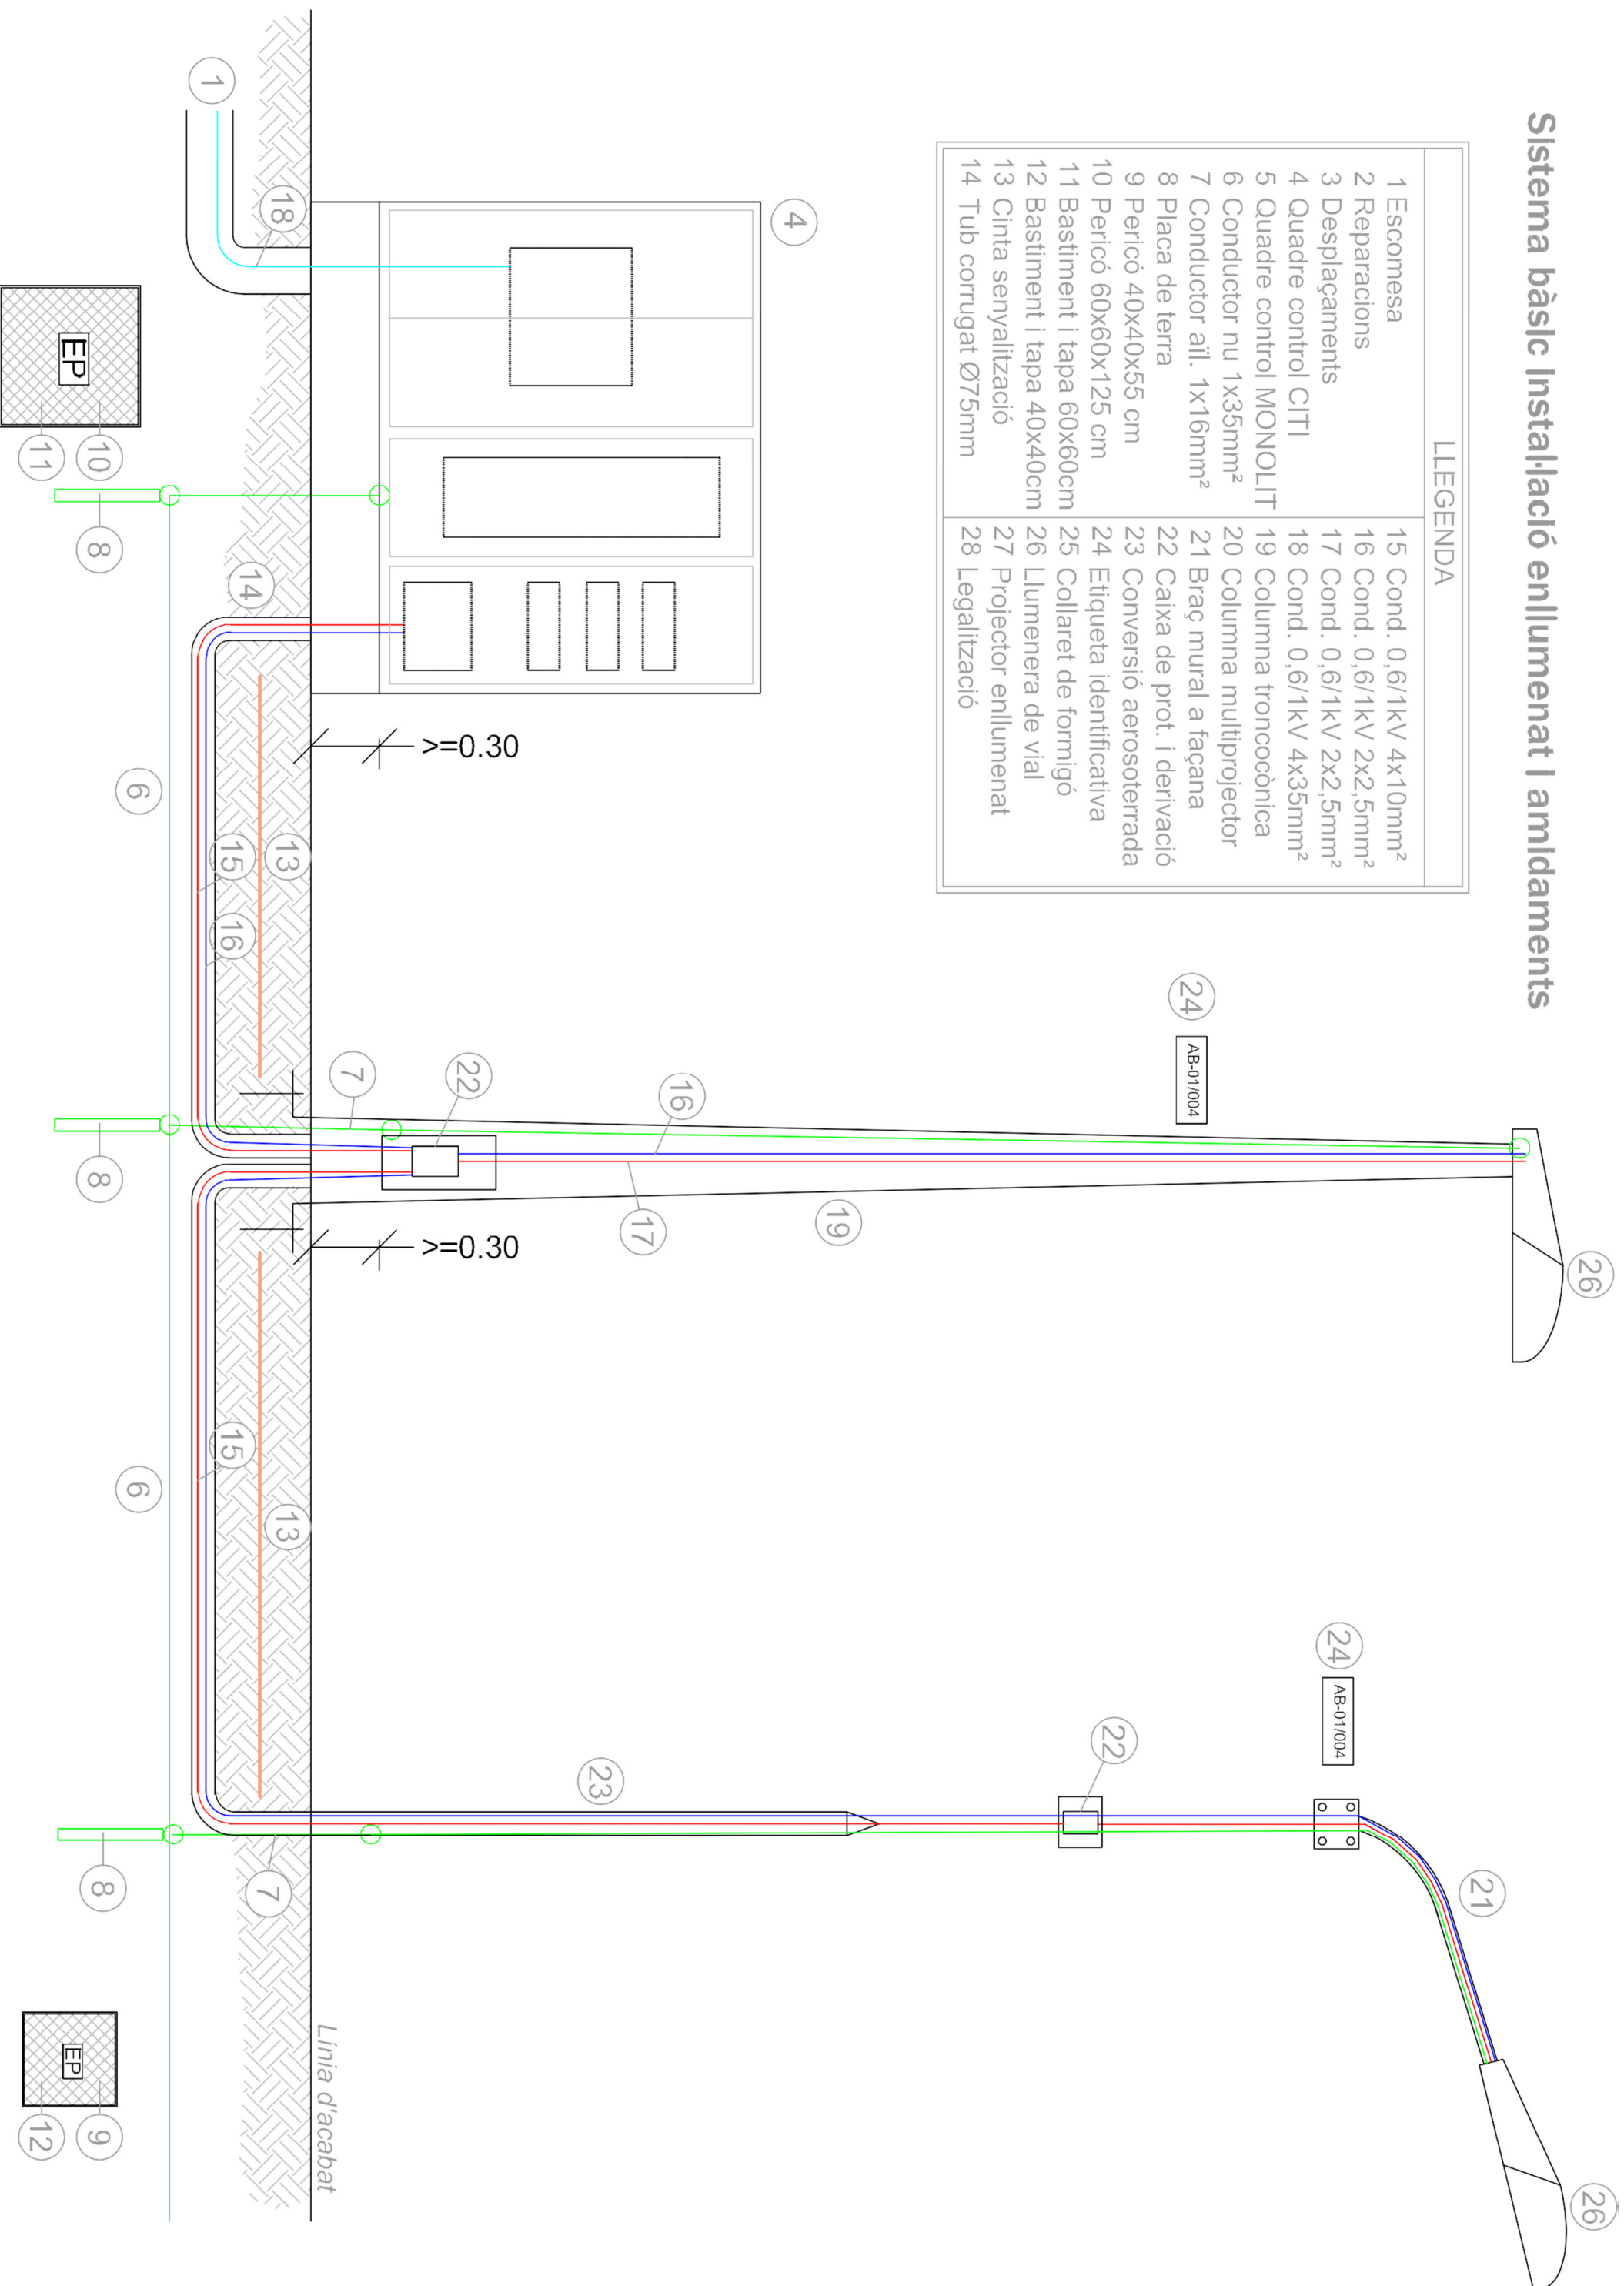 Sistema bàsic instal·lació enllumenat i amidaments
LLEGENDA
1 Escomesa
2 Reparacions
3 Desplaçaments
4 Quadre control CITI
5 Quadre control MONOLIT
6 Conductor nu 1x35mm²
7 Conductor aïl. 1x16mm²
8 Placa de terra
9 Pericó 40x40x55 cm
10 Pericó 60x60x125 cm
11 Bastiment i tapa 60x60cm
12 Bastiment i tapa 40x40cm
13 Cinta senyalització
14 Tub corrugat Ø75mm
15 Cond. 0,6/1kV 4x10mm²
16 Cond. 0,6/1kV 2x2,5mm²
17 Cond. 0,6/1kV 2x2,5mm²
18 Cond. 0,6/1kV 4x35mm²
19 Columna troncocònica
20 Columna multiprojector
21 Braç mural a façana
22 Caixa de prot. i derivació
23 Conversió aerosoterrada
24 Etiqueta identificativa
25 Collaret de formigó
26 Llumenera de vial
27 Projector enllumenat
28 Legalització
26
26
24
AB-01/004
21
24
AB-01/004
22
4
19
16
17
23
22
>=0.30
>=0.30
7
7
Línia d'acabat
1
18
14
13
15
16
13
15
6
6
EP
10
11
8
8
8
EP
9
12